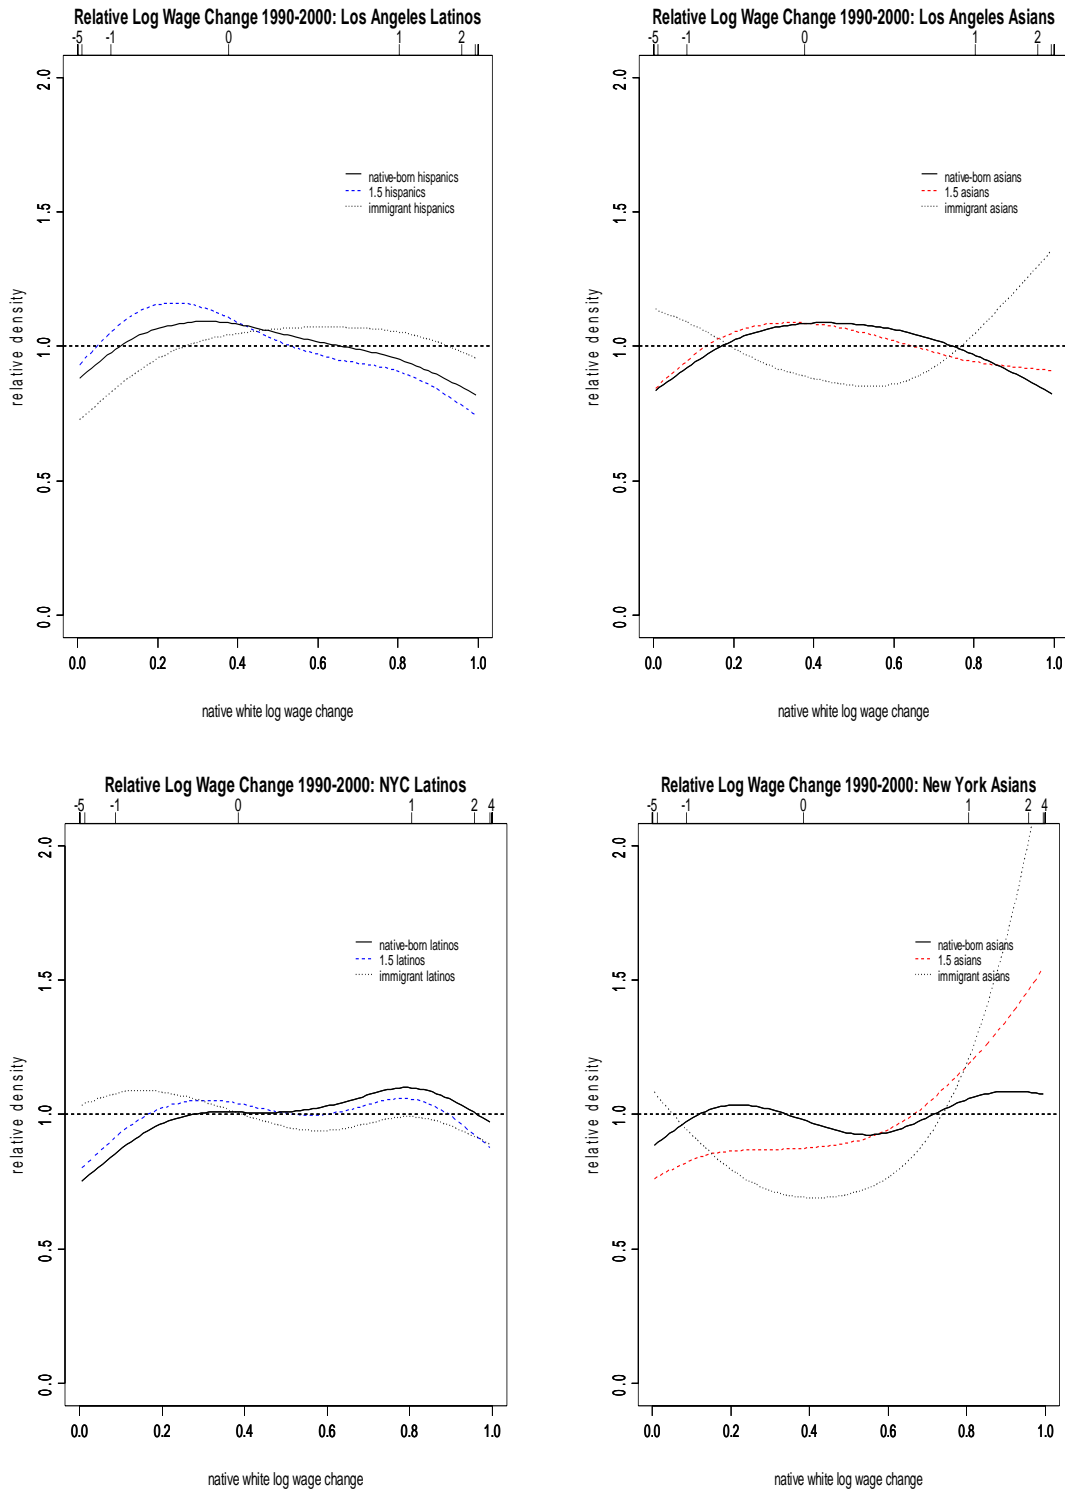 Relative Log Wage Change 1990-2000: Los Angeles Latinos
-5 -1 0 1 2
native-born hispanics
1.5 hispanics
immigrant hispanics
relative density
2.0
1.5
1.0
0.5
0.0
0.0 0.2 0.4 0.6 0.8 1.0
native white log wage change
Relative Log Wage Change 1990-2000: Los Angeles Asians
-5 -1 0 1 2
native-born asians
1.5 asians
immigrant asians
relative density
2.0
1.5
1.0
0.5
0.0
0.0 0.2 0.4 0.6 0.8 1.0
native white log wage change
Relative Log Wage Change 1990-2000: NYC Latinos
-5 -1 0 1 2 4
native-born latinos
1.5 latinos
immigrant latinos
relative density
2.0
1.5
1.0
0.5
0.0
0.0 0.2 0.4 0.6 0.8 1.0
native white log wage change
Relative Log Wage Change 1990-2000: New York Asians
-5 -1 0 1 2 4
native-born asians
1.5 asians
immigrant asians
relative density
2.0
1.5
1.0
0.5
0.0
0.0 0.2 0.4 0.6 0.8 1.0
native white log wage change